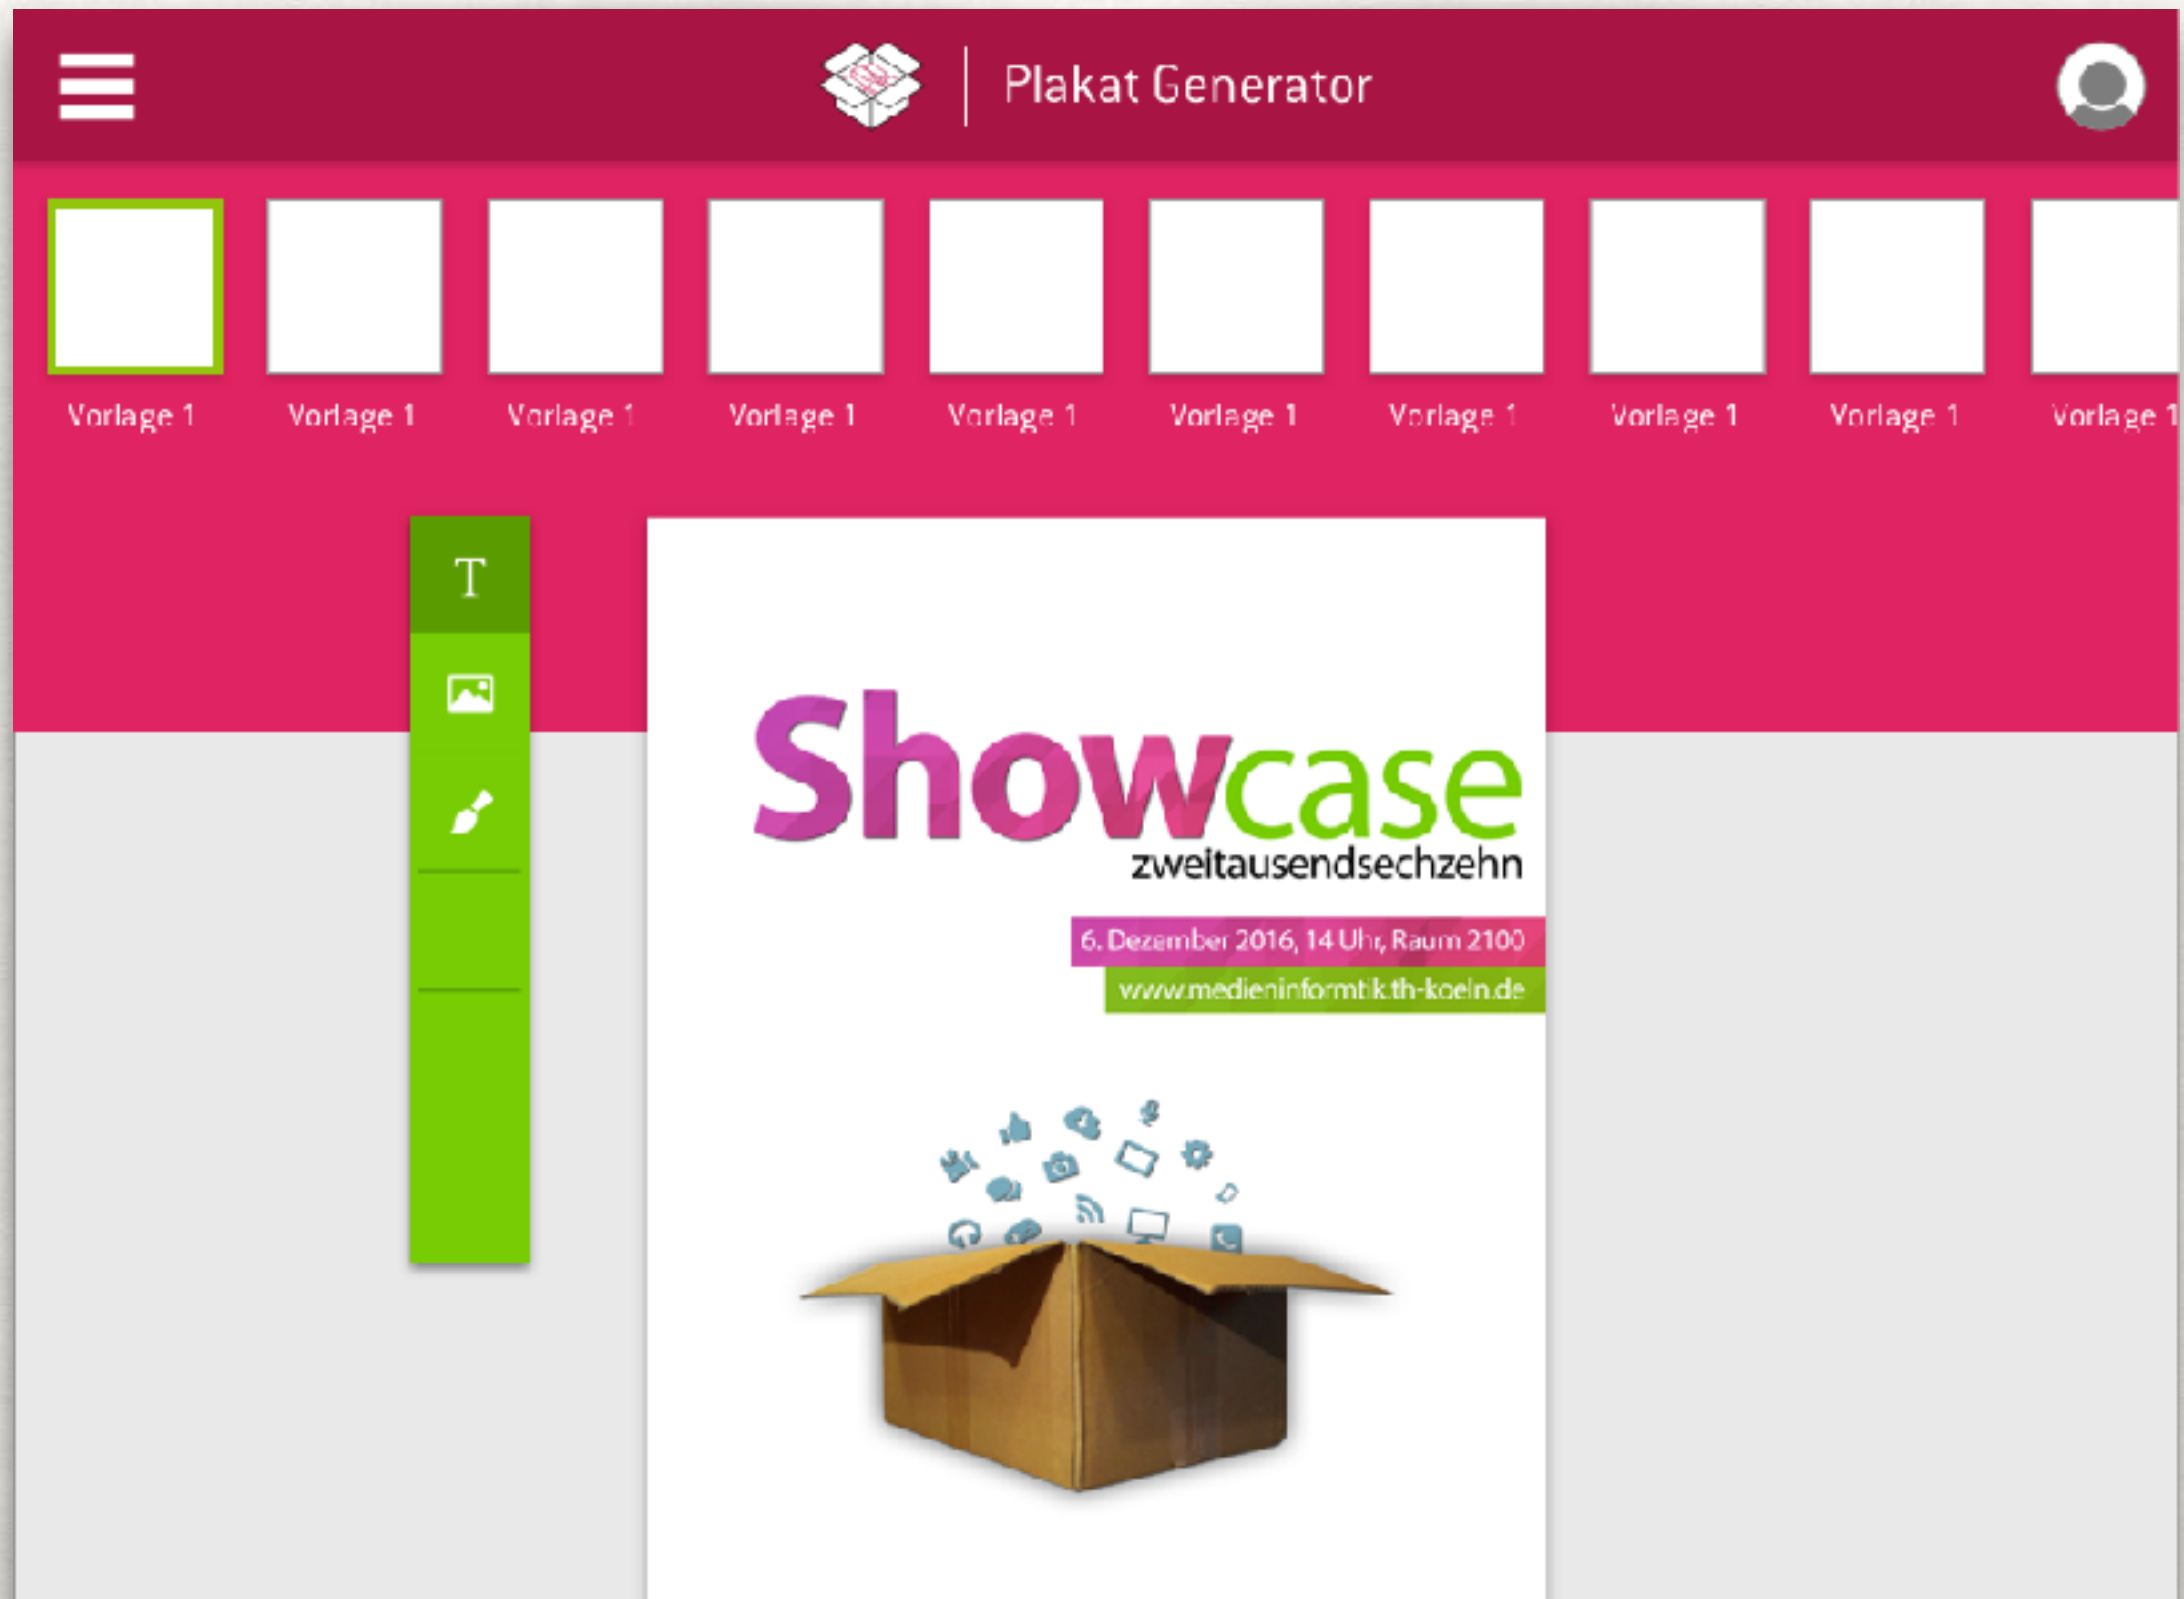 Plakat Generator
Vorlage 1 Vorlage 1 Vorlage 1 Vorlage 1 Vorlage 1 Vorlage 1 Vorlage 1 Vorlage 1 Vorlage 1 Vorlage 1
T
Showcase
zweitausendsechzehn
6. Dezember 2016, 14 Uhr, Raum 2100
www.medieninformtik.th-koeln.de